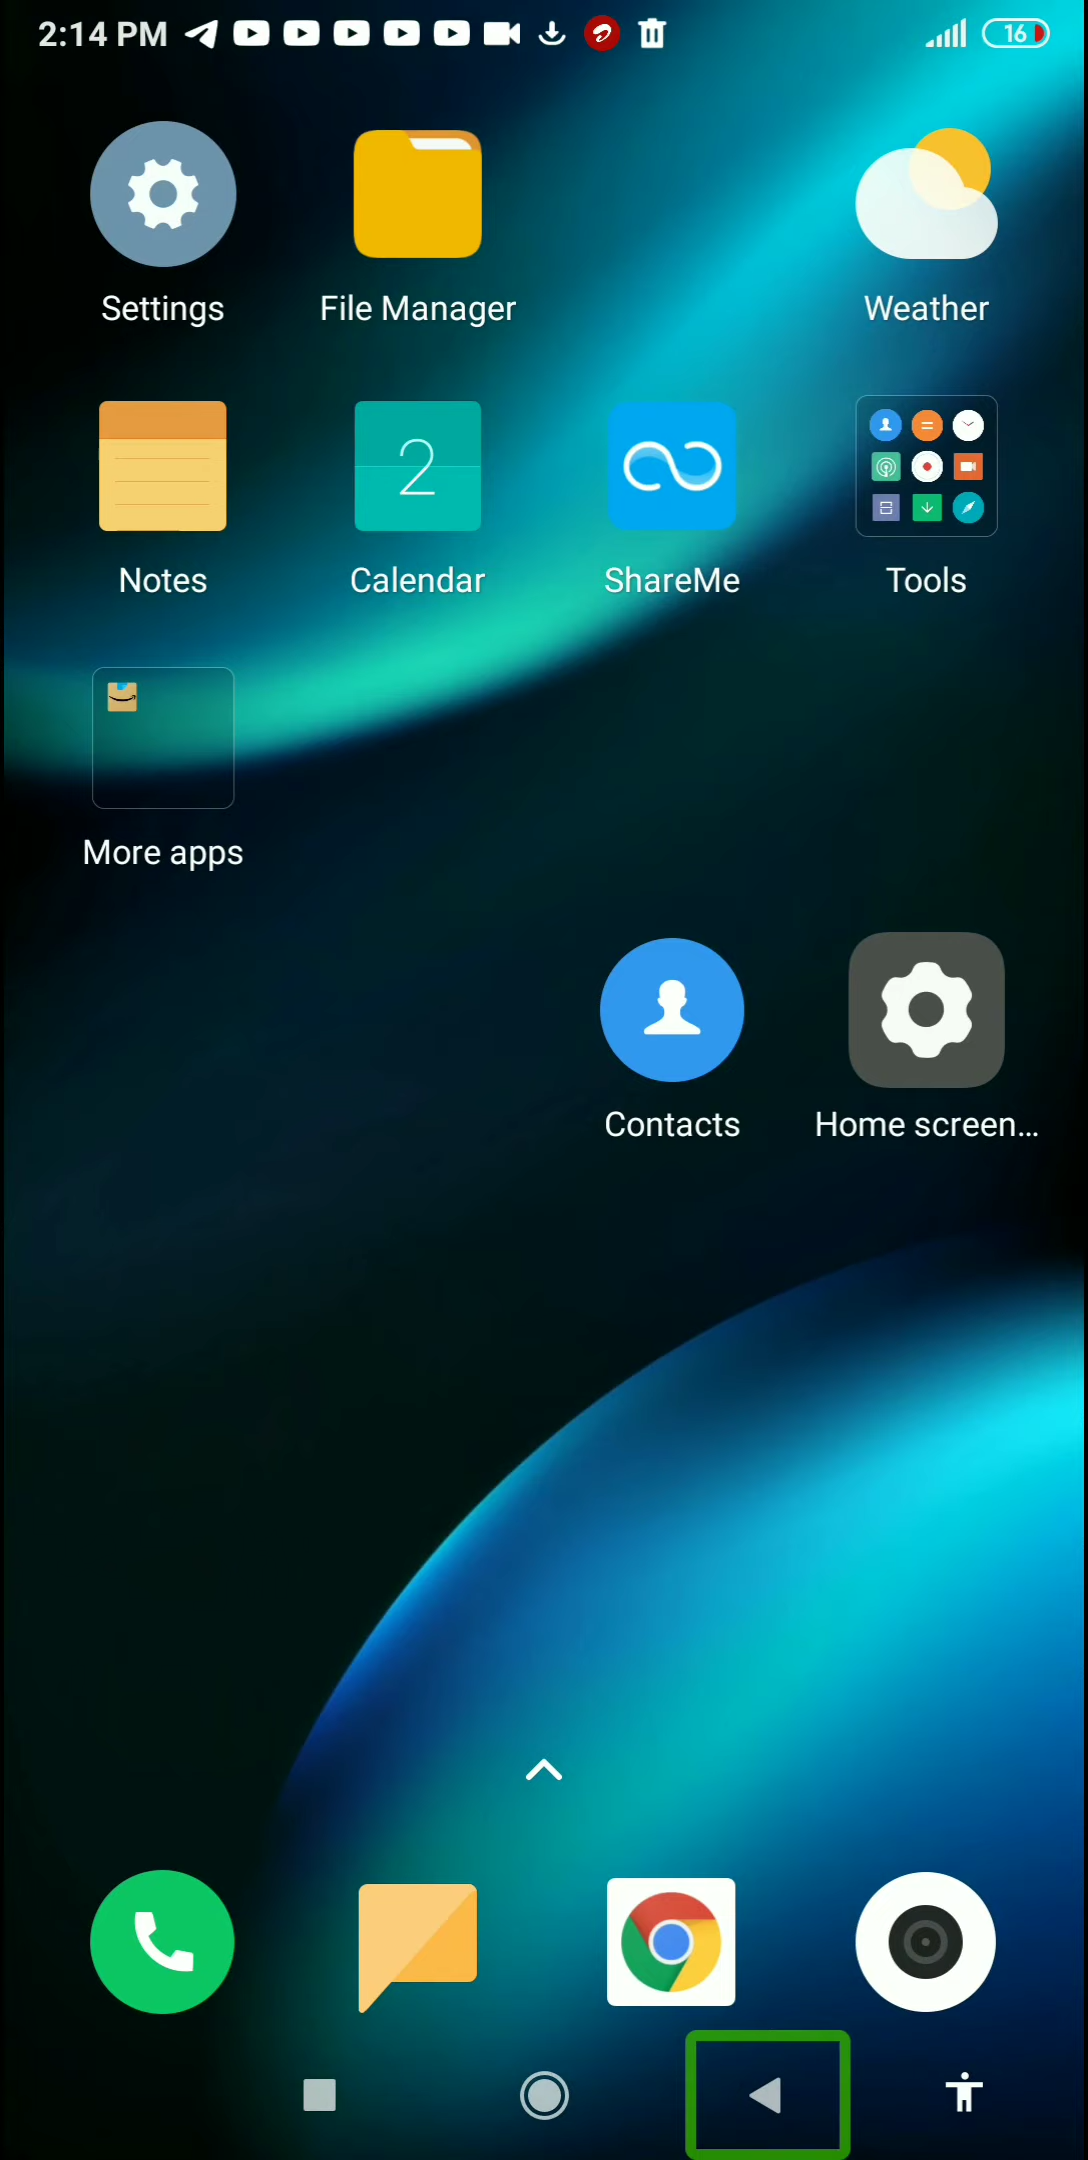 2:14 PM 16
Settings File Manager Weather
2
Notes Calendar ShareMe Tools
More apps
Contacts Home screen...